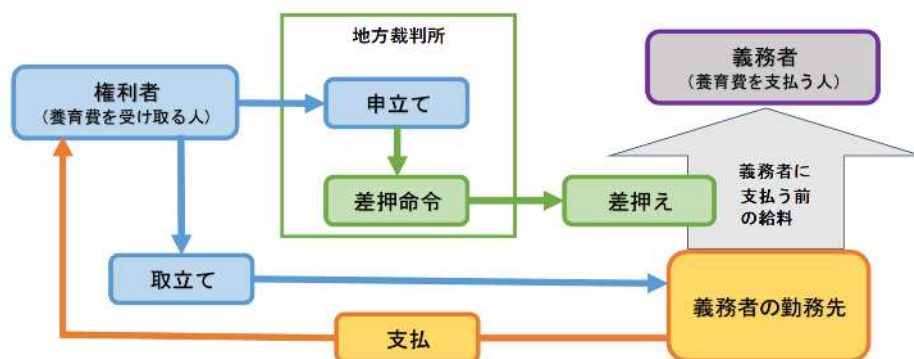 地方裁判所
義務者
（養育費を支払う人）
権利者
（養育費を受け取る人）
申立て
差押命令
差押え
義務者に
支払う前
の給料
取立て
義務者の勤務先
支払